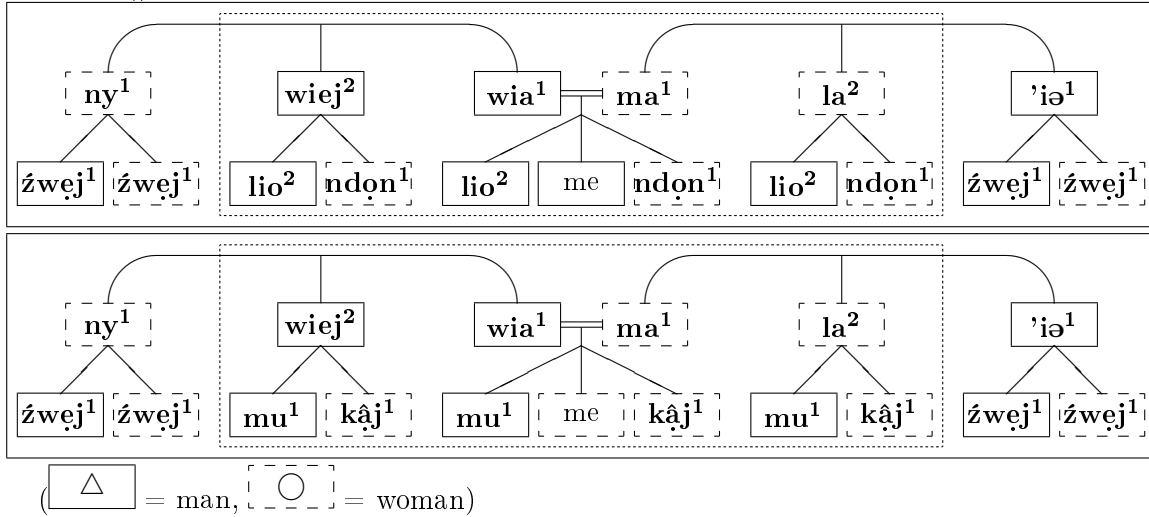 ny¹ wiej² wia¹ ma¹ la² ’iə¹
źwẹj¹ źwẹj¹ lio² ndọn¹ lio² me ndọn¹ lio² ndọn¹ źwẹj¹ źwẹj¹
ny¹ wiej² wia¹ ma¹ la² ’iə¹
źwẹj¹ źwẹj¹ mu¹ kậj¹ mu¹ me kậj¹ mu¹ kậj¹ źwẹj¹ źwẹj¹
( = man, = woman)